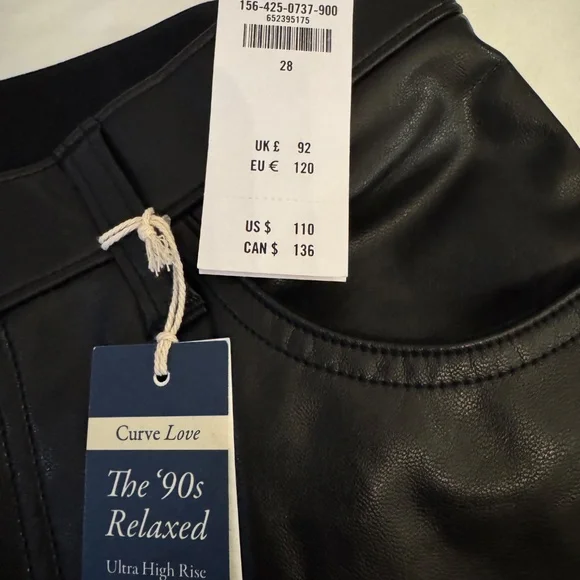 156-425-0737-900
652395175
28
UK £ 92
EU € 120
US $ 110
CAN $ 136
Curve Love
The ‘90s
Relaxed
Ultra High Rise